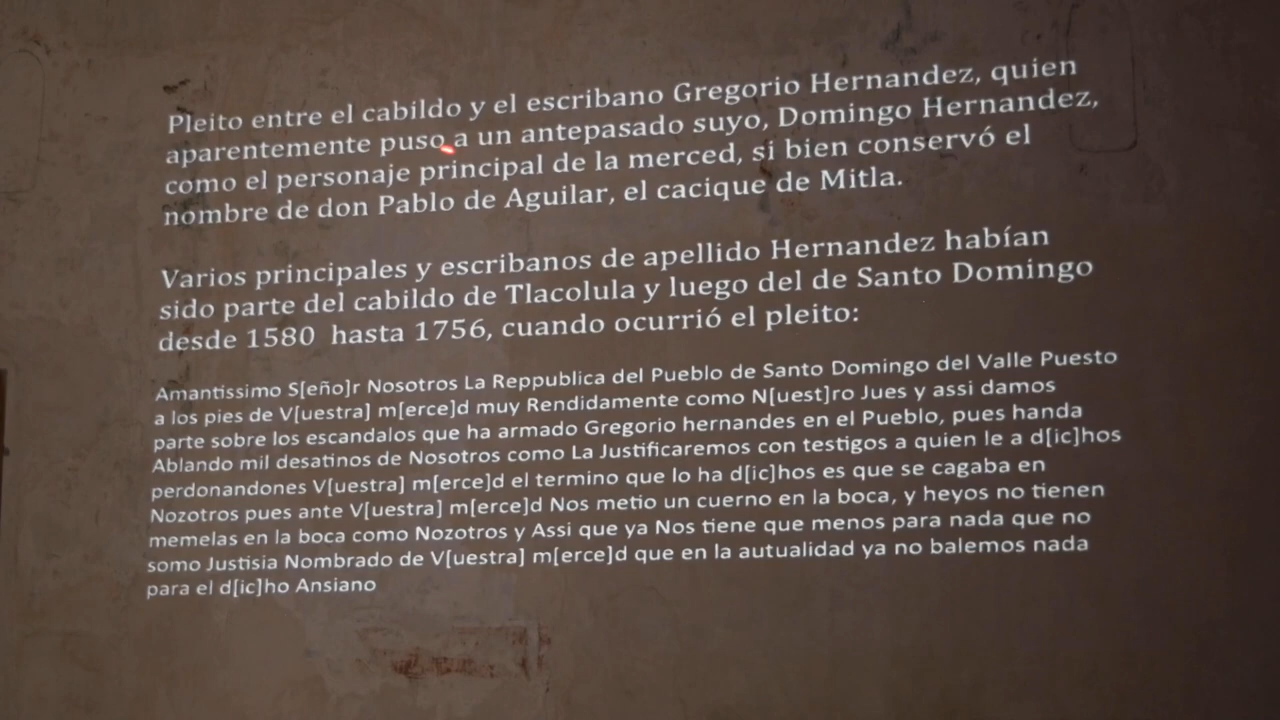 Pleito entre el cabildo y el escribano Gregorio Hernandez, quien
aparentemente puso a un antepasado suyo, Domingo Hernandez,
como el personaje principal de la merced, si bien conservó el
nombre de don Pablo de Aguilar, el cacique de Mitla.
Varios principales y escribanos de apellido Hernandez habían
sido parte del cabildo de Tlacolula y luego del de Santo Domingo
desde 1580 hasta 1756, cuando ocurrió el pleito:
Amantissimo S[eño]r Nosotros La Reppublica del Pueblo de Santo Domingo del Valle Puesto
a los pies de V[uestra] m[erce]d muy Rendidamente como N[uest]ro Jues y assi damos
parte sobre los escandalos que ha armado Gregorio hernandes en el Pueblo, pues handa
Ablando mil desatinos de Nosotros como La Justificaremos con testigos a quien le a d[ic]hos
perdonandones V[uestra] m[erce]d el termino que lo ha d[ic]hos es que se cagaba en
Nozotros pues ante V[uestra] m[erce]d Nos metio un cuerno en la boca, y heyos no tienen
memelas en la boca como Nozotros y Assi que ya Nos tiene que menos para nada que no
somo Justisia Nombrado de V[uestra] m[erce]d que en la autualidad ya no balemos nada
para el d[ic]ho Ansiano